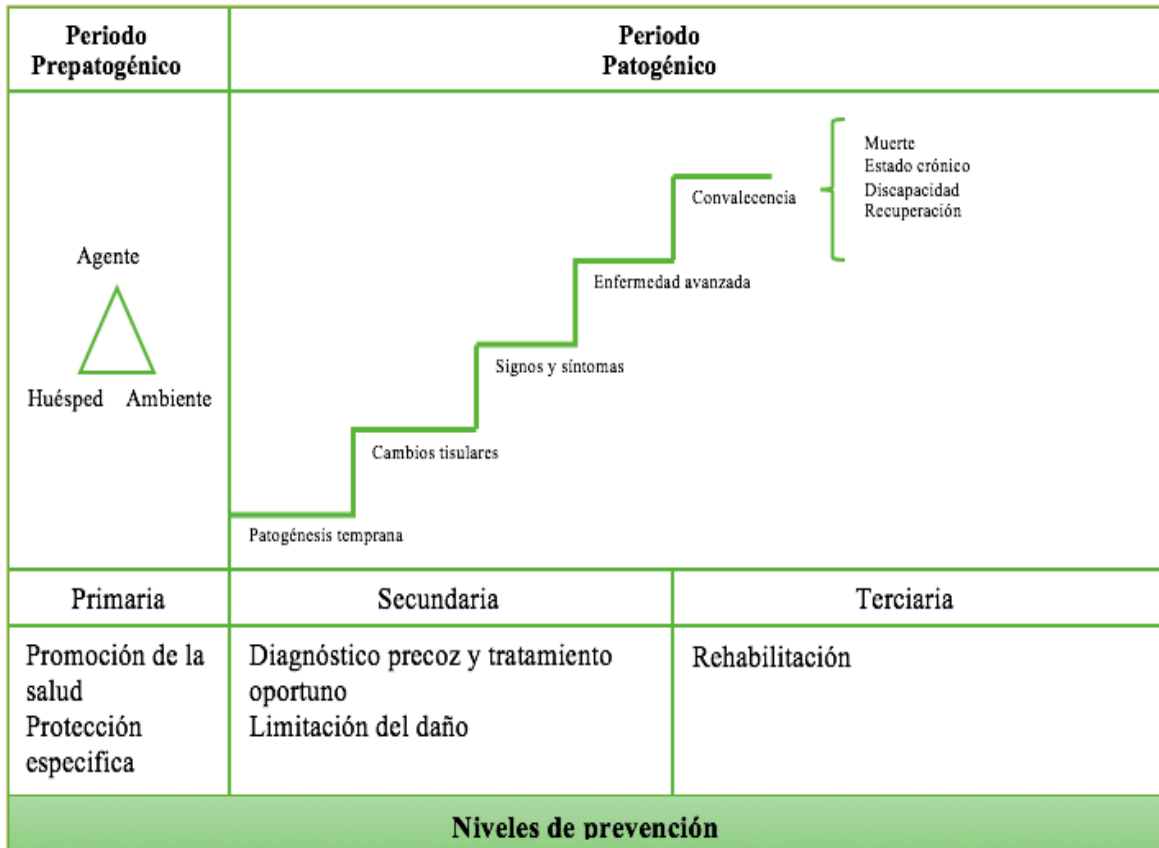 Periodo
Prepatogénico
Periodo
Patogénico
Muerte
Estado crónico
Discapacidad
Recuperación
Convalecencia
Agente
Enfermedad avanzada
Signos y síntomas
Huésped Ambiente
Cambios tisulares
Patogénesis temprana
Primaria
Secundaria
Terciaria
Promoción de la
salud
Protección
especifica
Diagnóstico precoz y tratamiento
oportuno
Limitación del daño
Rehabilitación
Niveles de prevención